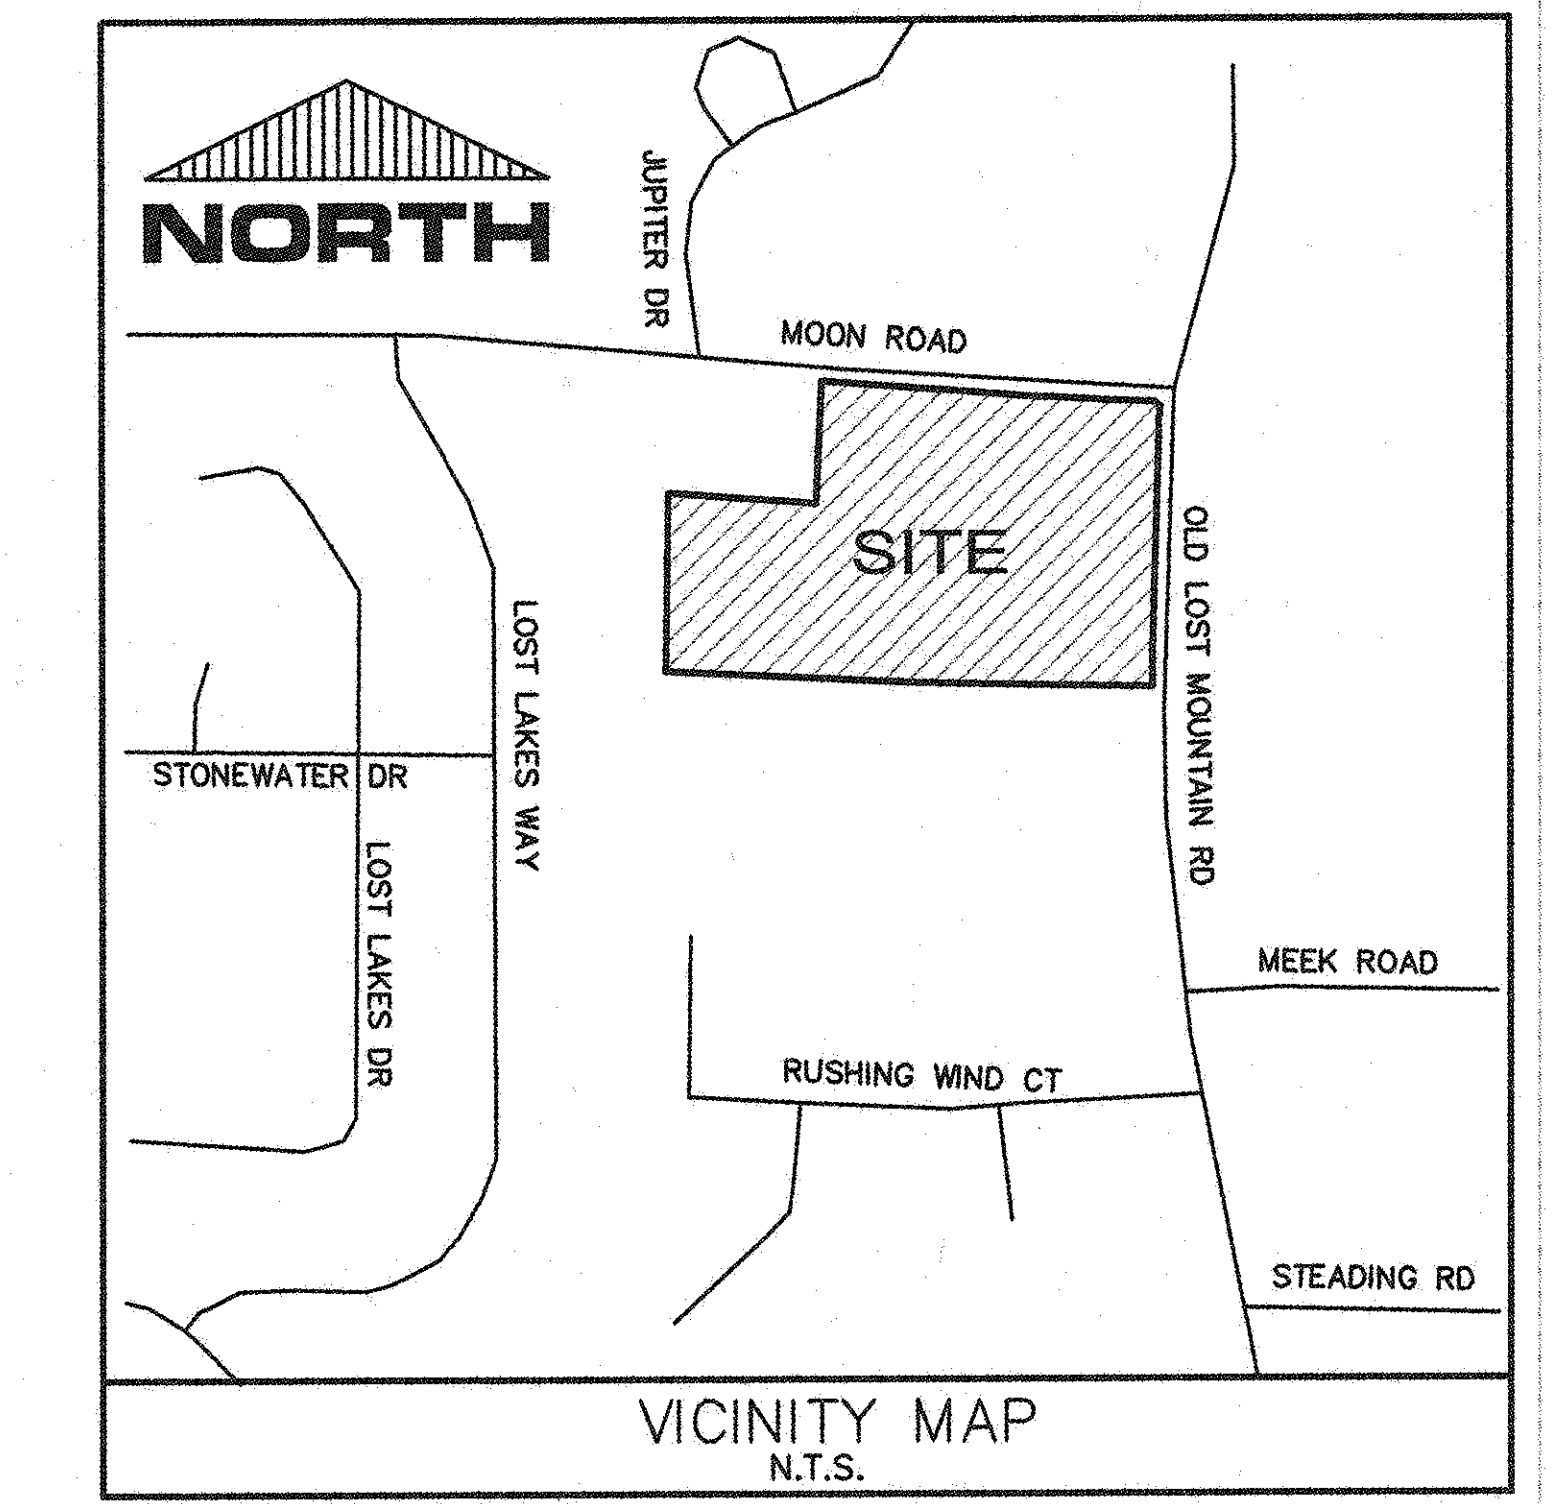 NORTH
JUPITER DR
MOON ROAD
SITE
OLD LOST MOUNTAIN RD
LOST LAKES WAY
STONEWATER DR
LOST LAKES DR
MEEK ROAD
RUSHING WIND CT
STEADING RD
VICINITY MAP
N.T.S.